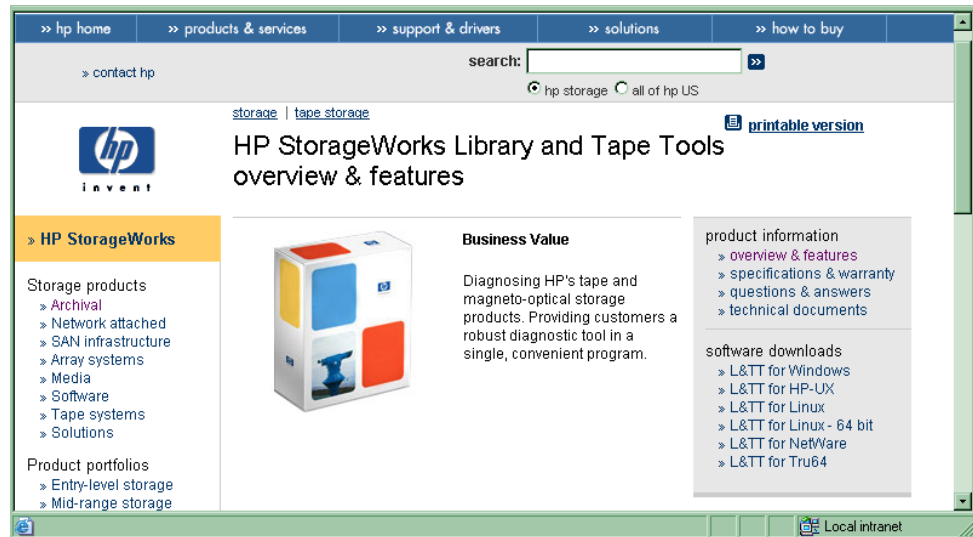 » hp home
» products & services
» support & drivers
» solutions
» how to buy
» contact hp
search:
»
hp storage
all of hp US
storage | tape storage
printable version
HP StorageWorks Library and Tape Tools
overview & features
hp
invent
» HP StorageWorks
Storage products
» Archival
» Network attached
» SAN infrastructure
» Array systems
» Media
» Software
» Tape systems
» Solutions
Product portfolios
» Entry-level storage
» Mid-range storage
Business Value
Diagnosing HP's tape and
magneto-optical storage
products. Providing customers a
robust diagnostic tool in a
single, convenient program.
product information
» overview & features
» specifications & warranty
» questions & answers
» technical documents
software downloads
» L&TT for Windows
» L&TT for HP-UX
» L&TT for Linux
» L&TT for Linux - 64 bit
» L&TT for NetWare
» L&TT for Tru64
Local intranet